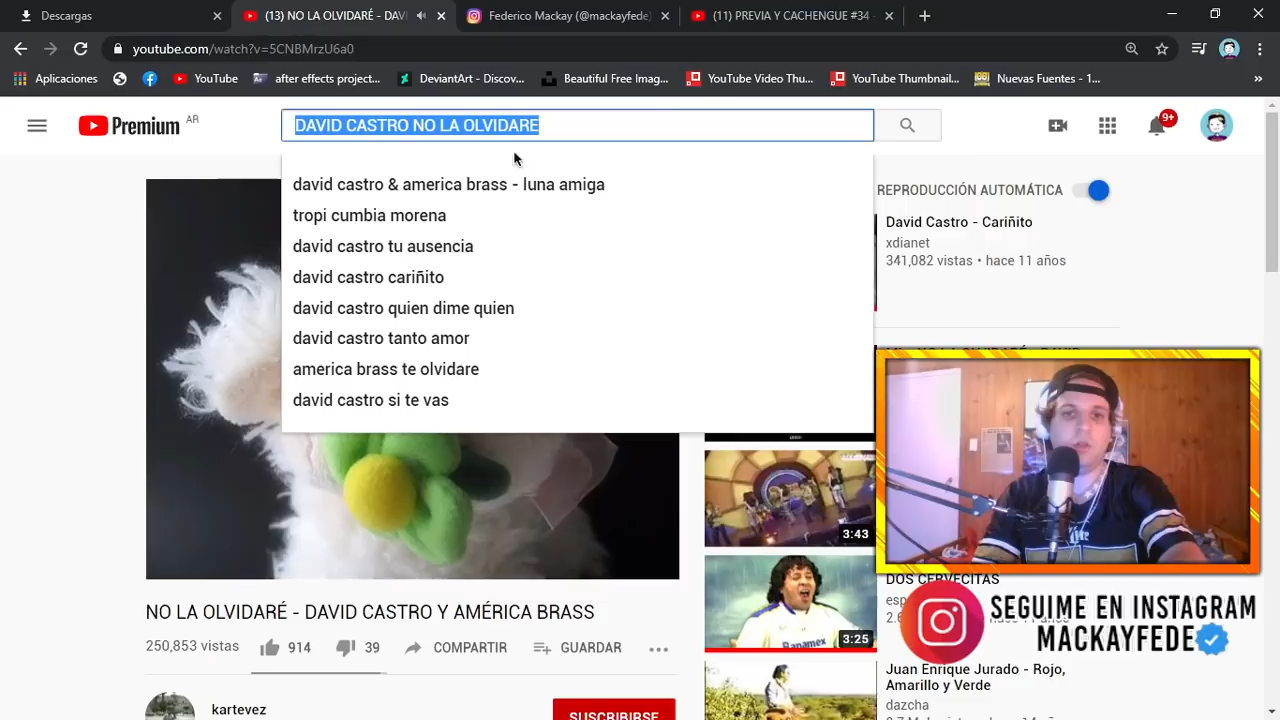 Descargas
(13) NO LA OLVIDARÉ - DAVI
Federico Mackay (@mackayfede)
(11) PREVIA Y CACHENGUE #34 -
youtube.com/watch?v=5CNBMrzU6a0
Aplicaciones
YouTube
after effects project...
DeviantArt - Discov...
Beautiful Free Imag...
YouTube Video Thu...
YouTube Thumbnail...
Nuevas Fuentes - 1...
Premium AR
DAVID CASTRO NO LA OLVIDARE
9+
david castro & america brass - luna amiga
tropi cumbia morena
david castro tu ausencia
david castro cariñito
david castro quien dime quien
david castro tanto amor
america brass te olvidare
david castro si te vas
REPRODUCCIÓN AUTOMÁTICA
David Castro - Cariñito
xdianet
341,082 vistas • hace 11 años
3:43
DOS CERVECITAS
3:25
Banamex
SEGUIME EN INSTAGRAM
MACKAYFEDE
Juan Enrique Jurado - Rojo,
Amarillo y Verde
dazcha
NO LA OLVIDARÉ - DAVID CASTRO Y AMÉRICA BRASS
250,853 vistas
914
39
COMPARTIR
GUARDAR
kartevez
SUSCRIBIRSE